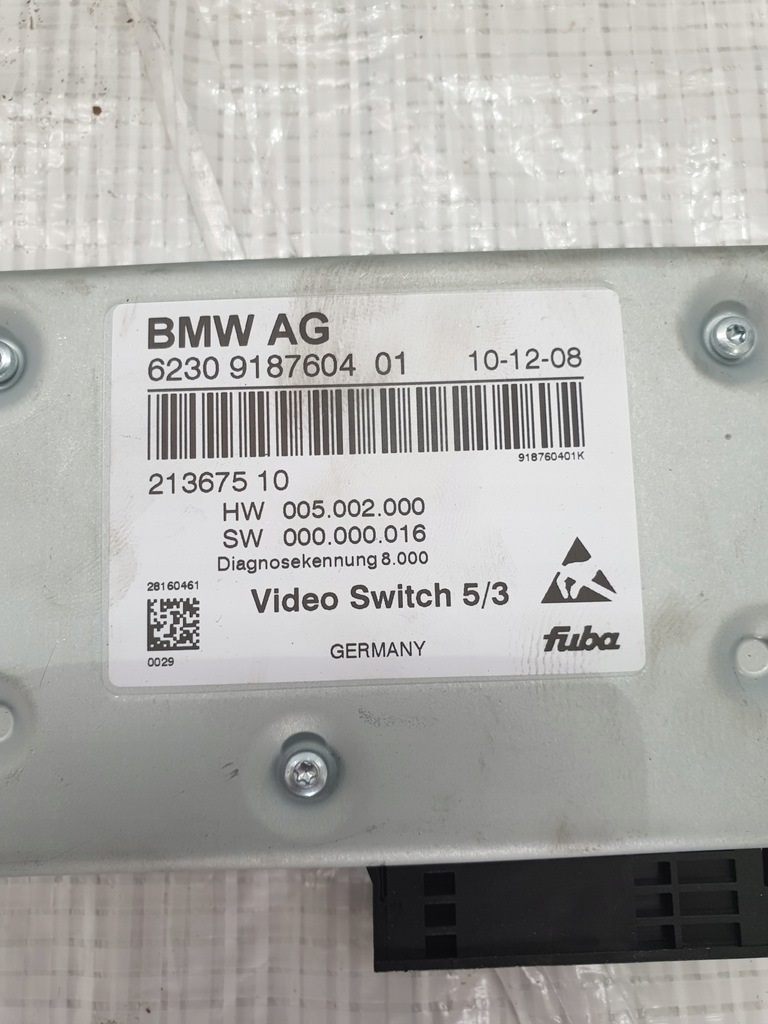 BMW AG
6230 9187604 01 10-12-08
918760401K
213675 10
HW 005.002.000
SW 000.000.016
Diagnosekennung 8.000
28160461
Video Switch 5/3
0029
GERMANY
fuba